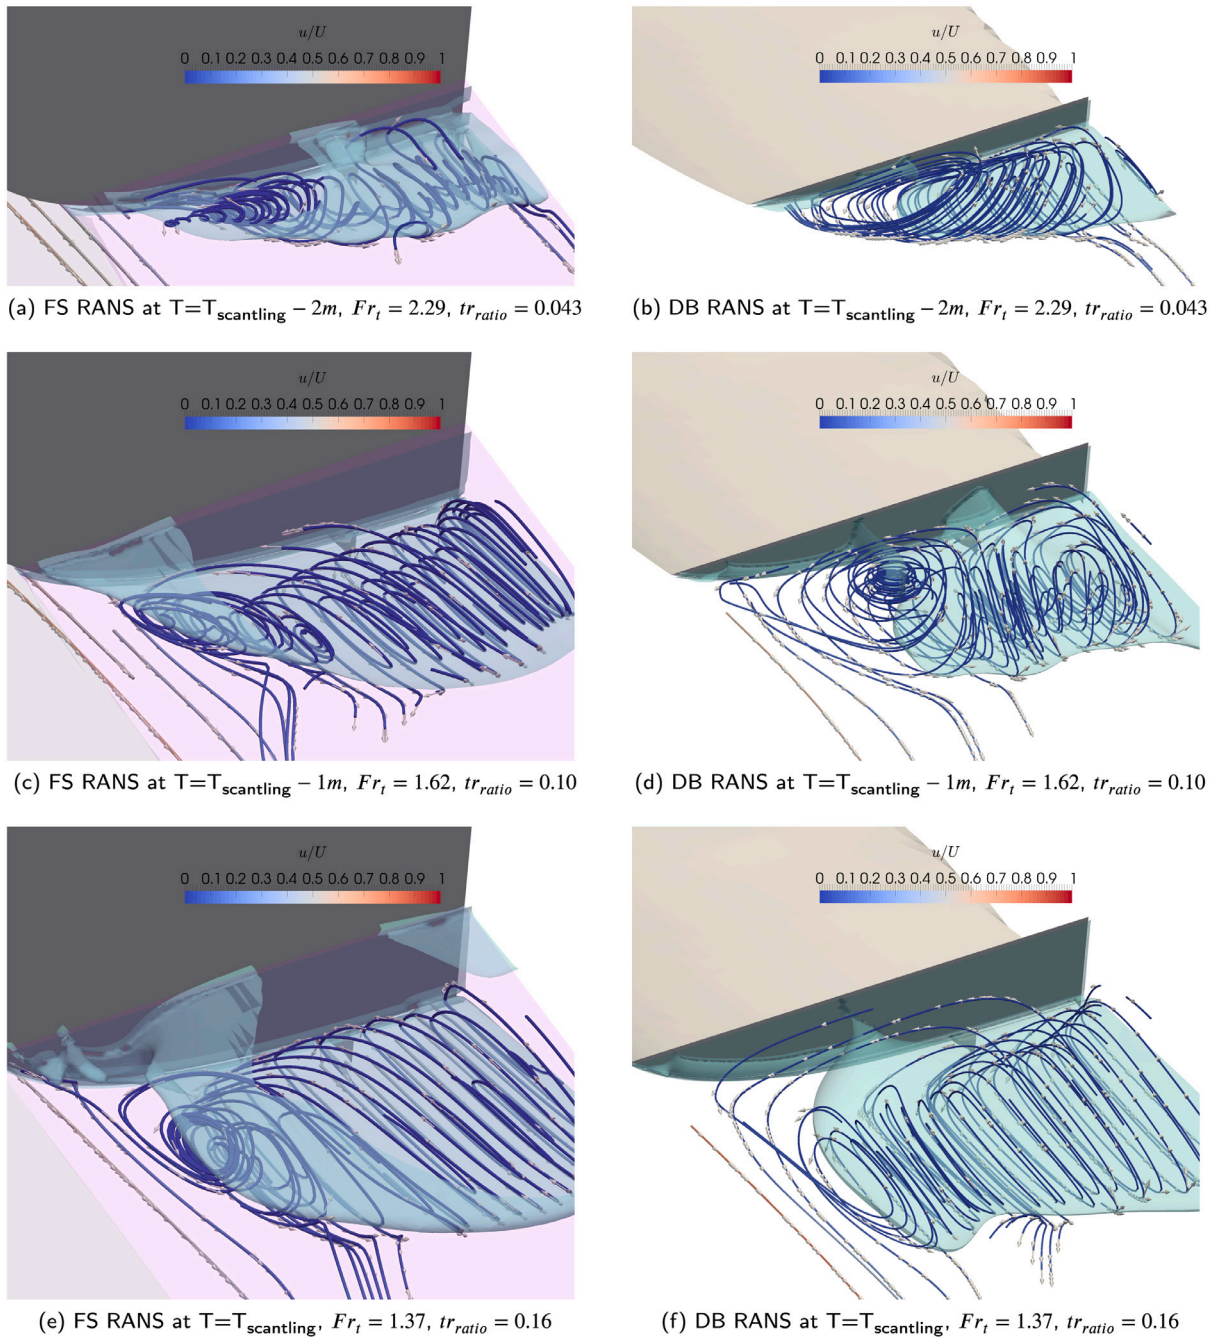 u/U
0 0.1 0.2 0.3 0.4 0.5 0.6 0.7 0.8 0.9 1
u/U
0 0.1 0.2 0.3 0.4 0.5 0.6 0.7 0.8 0.9 1
(a) FS RANS at T=T_scantling − 2m, Fr_t = 2.29, tr_ratio = 0.043
(b) DB RANS at T=T_scantling − 2m, Fr_t = 2.29, tr_ratio = 0.043
u/U
0 0.1 0.2 0.3 0.4 0.5 0.6 0.7 0.8 0.9 1
u/U
0 0.1 0.2 0.3 0.4 0.5 0.6 0.7 0.8 0.9 1
(c) FS RANS at T=T_scantling − 1m, Fr_t = 1.62, tr_ratio = 0.10
(d) DB RANS at T=T_scantling − 1m, Fr_t = 1.62, tr_ratio = 0.10
u/U
0 0.1 0.2 0.3 0.4 0.5 0.6 0.7 0.8 0.9 1
u/U
0 0.1 0.2 0.3 0.4 0.5 0.6 0.7 0.8 0.9 1
(e) FS RANS at T=T_scantling, Fr_t = 1.37, tr_ratio = 0.16
(f) DB RANS at T=T_scantling, Fr_t = 1.37, tr_ratio = 0.16